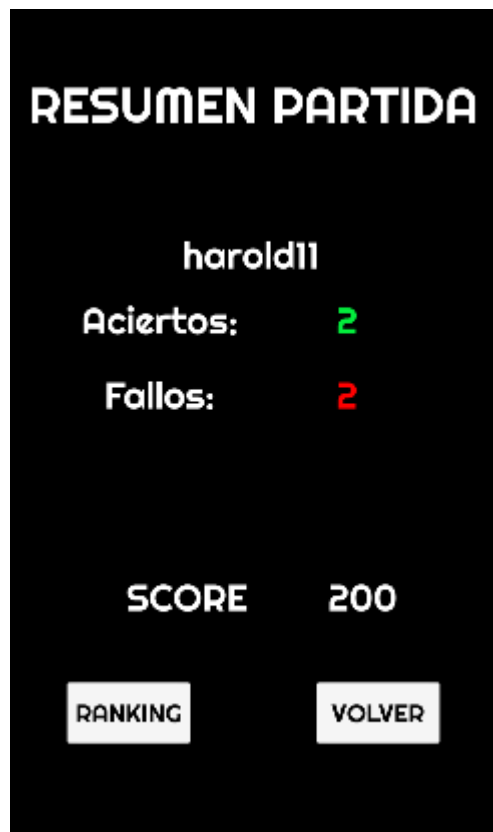 RESUMEN PARTIDA
harold11
Aciertos: 2
Fallos: 2
SCORE 200
RANKING VOLVER